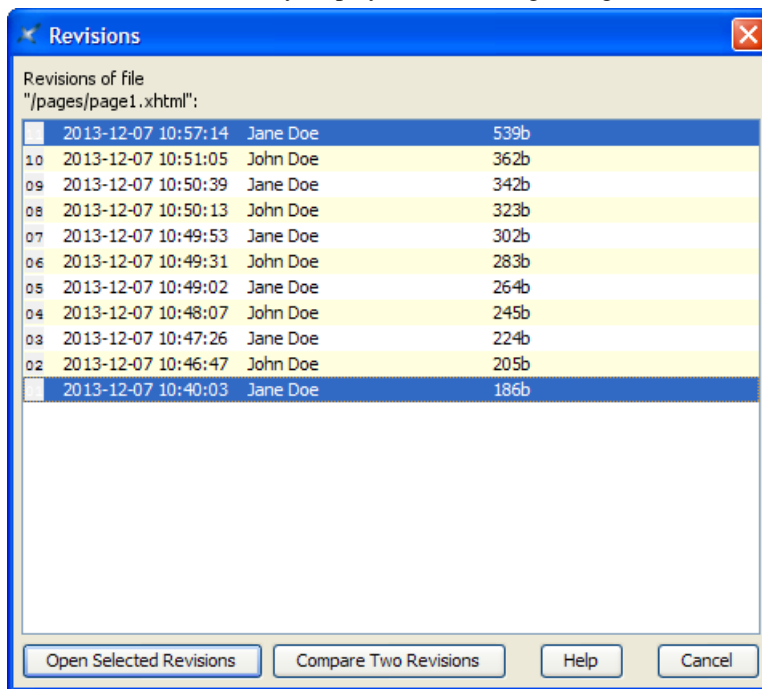 Revisions
Revisions of file
"/pages/page1.xhtml":
11 2013-12-07 10:57:14 Jane Doe 539b
10 2013-12-07 10:51:05 John Doe 362b
09 2013-12-07 10:50:39 Jane Doe 342b
08 2013-12-07 10:50:13 John Doe 323b
07 2013-12-07 10:49:53 Jane Doe 302b
06 2013-12-07 10:49:31 John Doe 283b
05 2013-12-07 10:49:02 Jane Doe 264b
04 2013-12-07 10:48:07 John Doe 245b
03 2013-12-07 10:47:26 Jane Doe 224b
02 2013-12-07 10:46:47 John Doe 205b
01 2013-12-07 10:40:03 Jane Doe 186b
Open Selected Revisions Compare Two Revisions Help Cancel